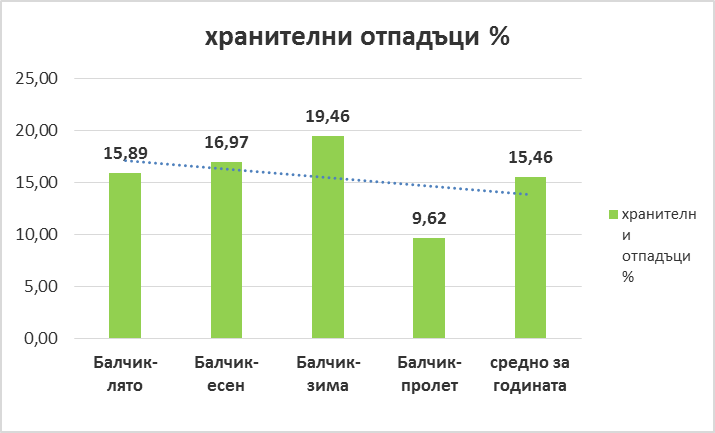 хранителни отпадъци %
25,00
20,00
15,00
10,00
5,00
0,00
15,89
16,97
19,46
9,62
15,46
Балчик-
лято
Балчик-
есен
Балчик-
зима
Балчик-
пролет
средно за
годината
хранителн
и
отпадъци
%